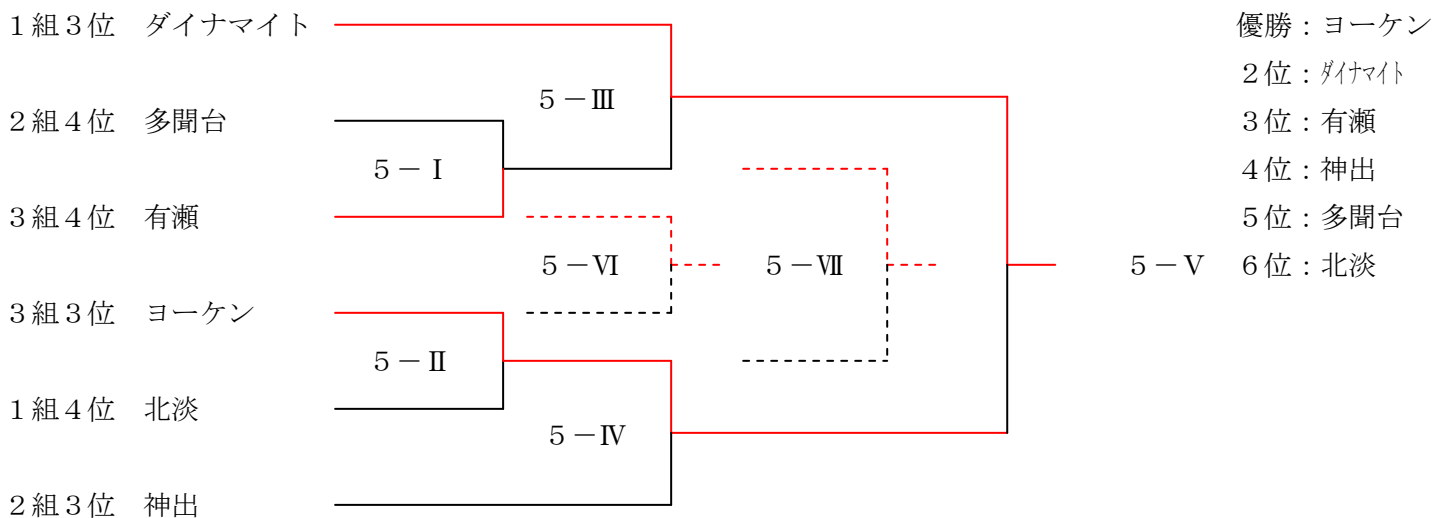 1組3位 ダイナマイト
優勝：ヨーケン
2位：ダイナマイト
5－Ⅲ
2組4位 多聞台
3位：有瀬
5－Ⅰ
4位：神出
3組4位 有瀬
5位：多聞台
5－Ⅵ
5－Ⅶ
5－Ⅴ
6位：北淡
3組3位 ヨーケン
5－Ⅱ
1組4位 北淡
5－Ⅳ
2組3位 神出